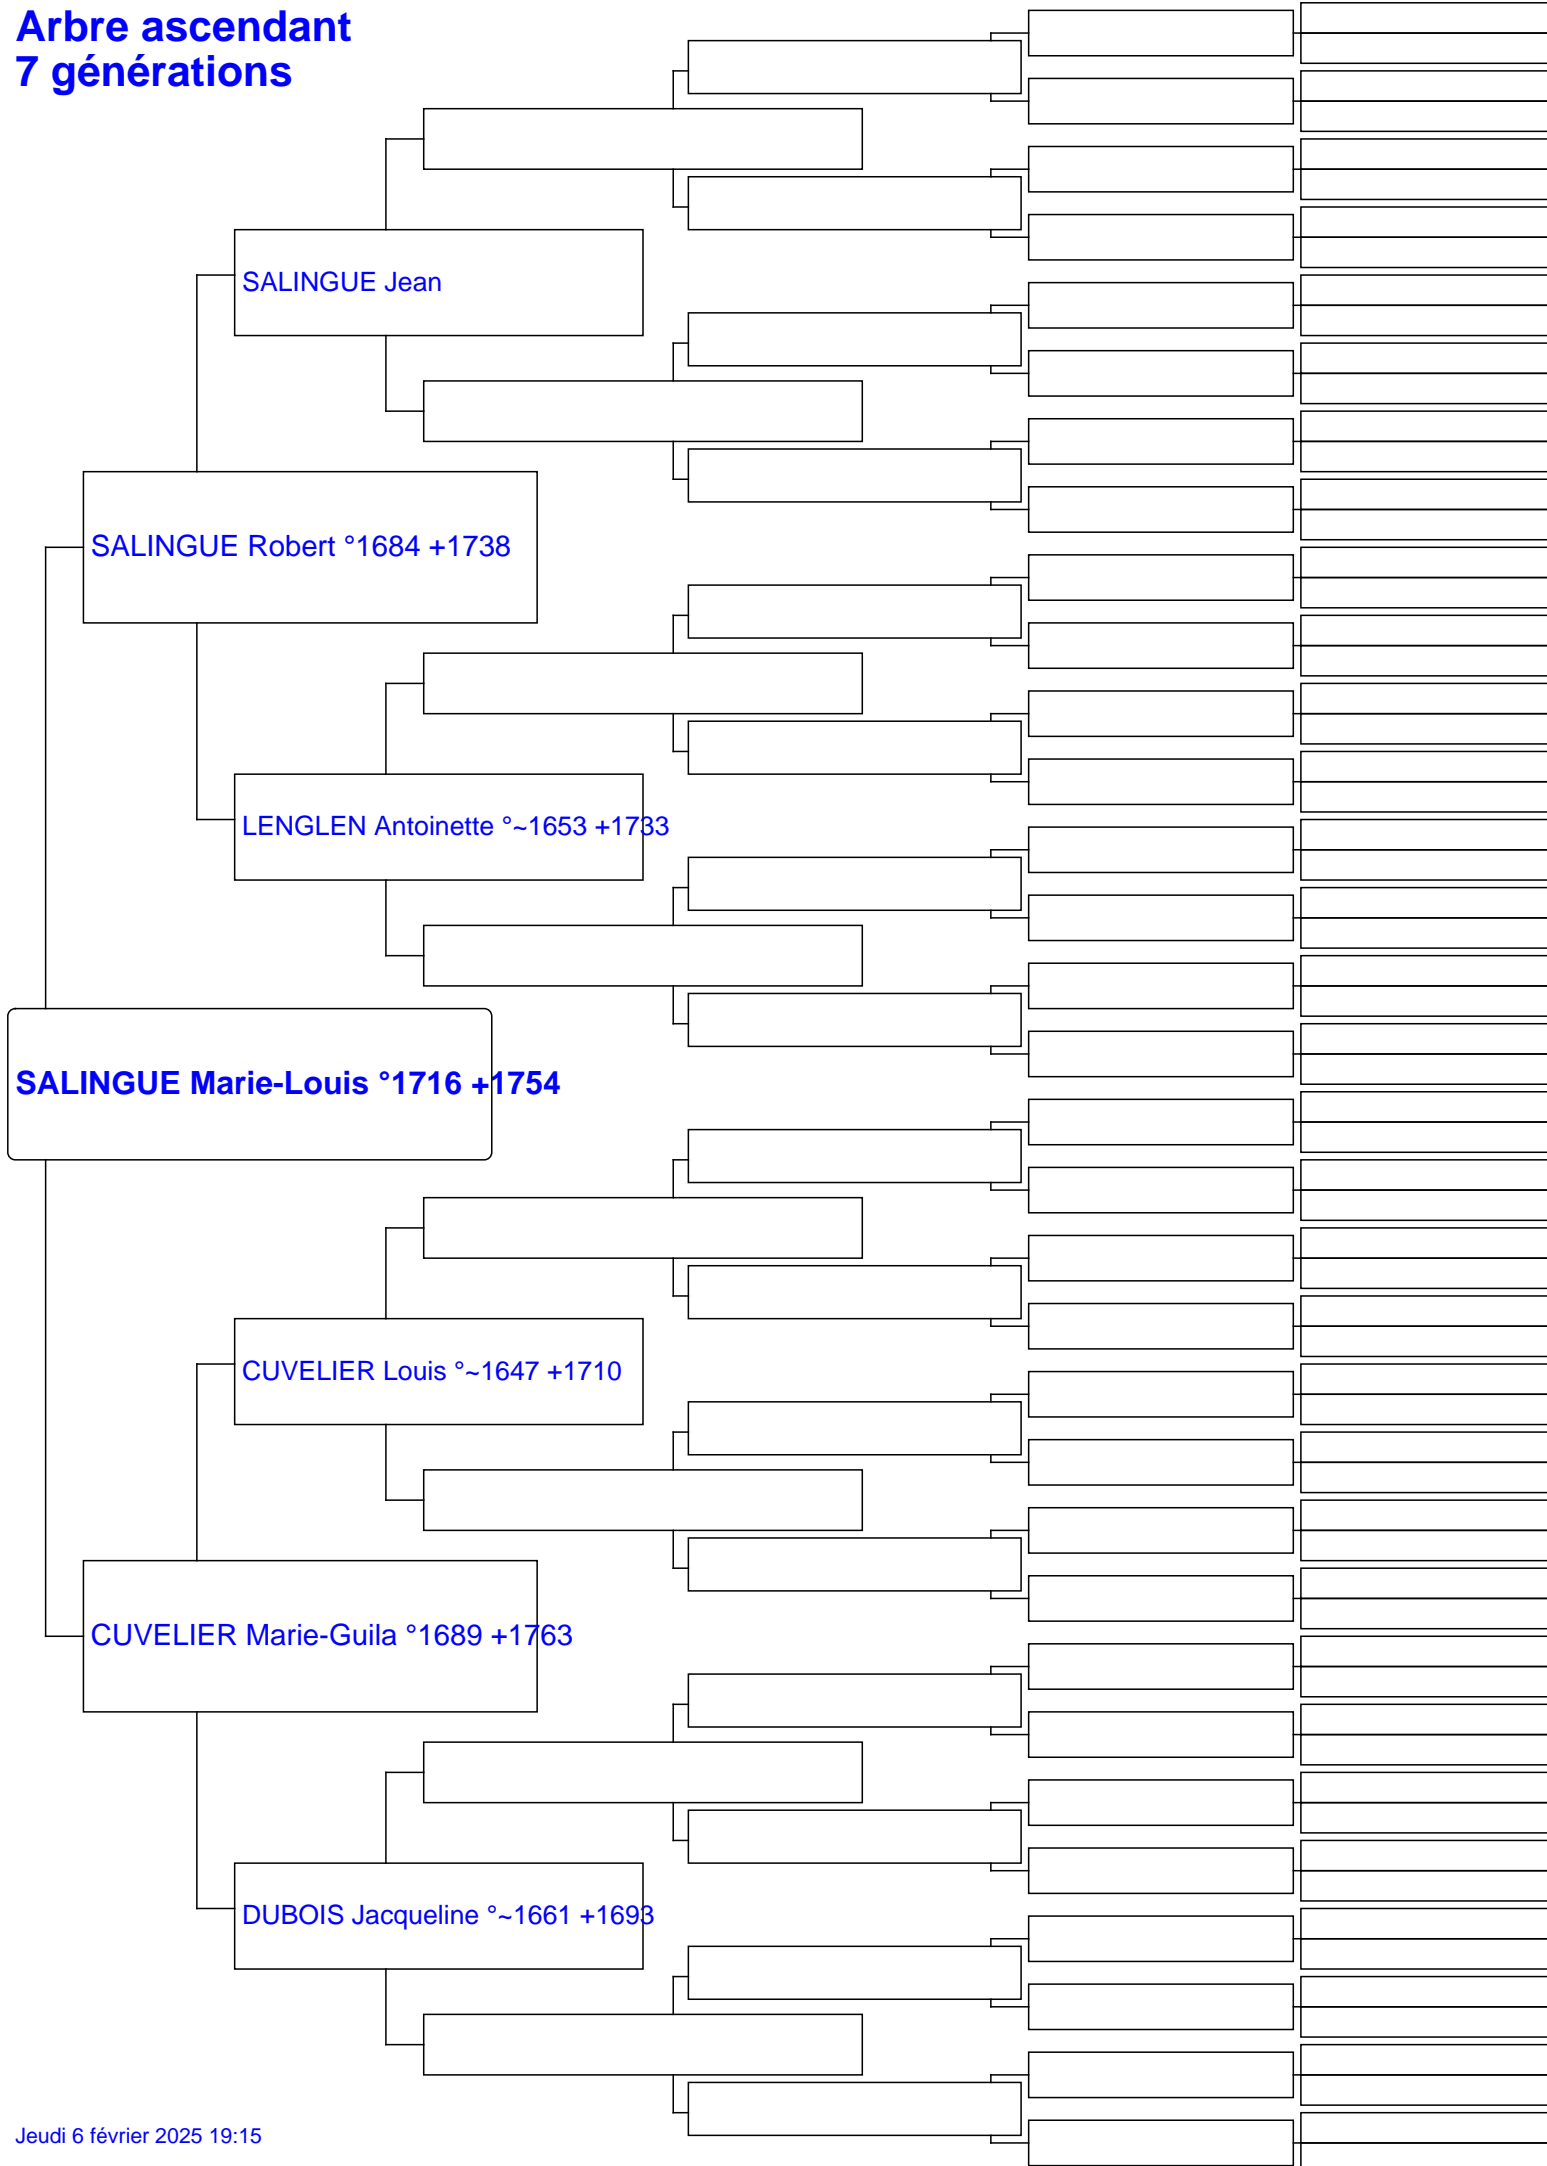 Arbre ascendant
7 générations
SALINGUE Jean
SALINGUE Robert °1684 +1738
LENGLEN Antoinette °~1653 +1733
SALINGUE Marie-Louis °1716 +1754
CUVELIER Louis °~1647 +1710
CUVELIER Marie-Guila °1689 +1763
DUBOIS Jacqueline °~1661 +1693
Jeudi 6 février 2025 19:15